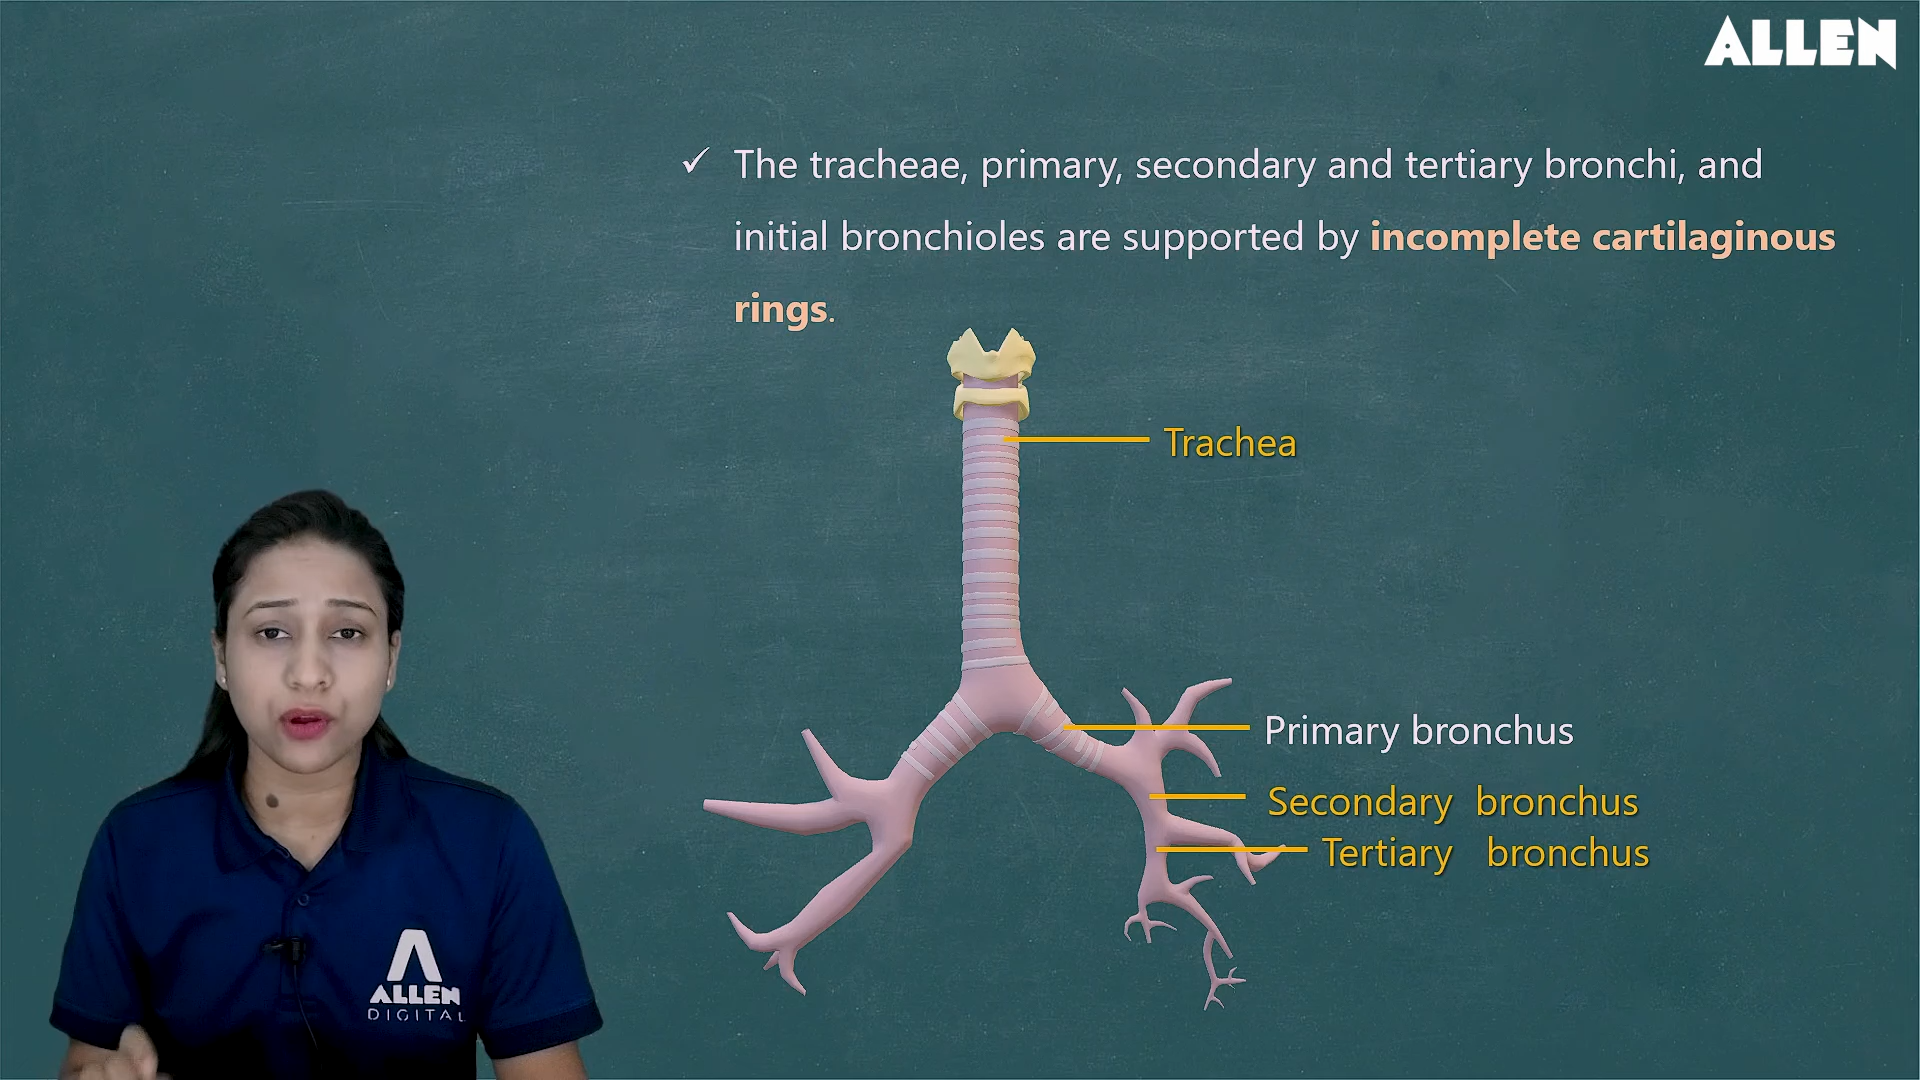 ALLEN
✓ The tracheae, primary, secondary and tertiary bronchi, and
initial bronchioles are supported by incomplete cartilaginous
rings.
Trachea
Primary bronchus
Secondary bronchus
Tertiary bronchus
ALLEN
DIGITAL